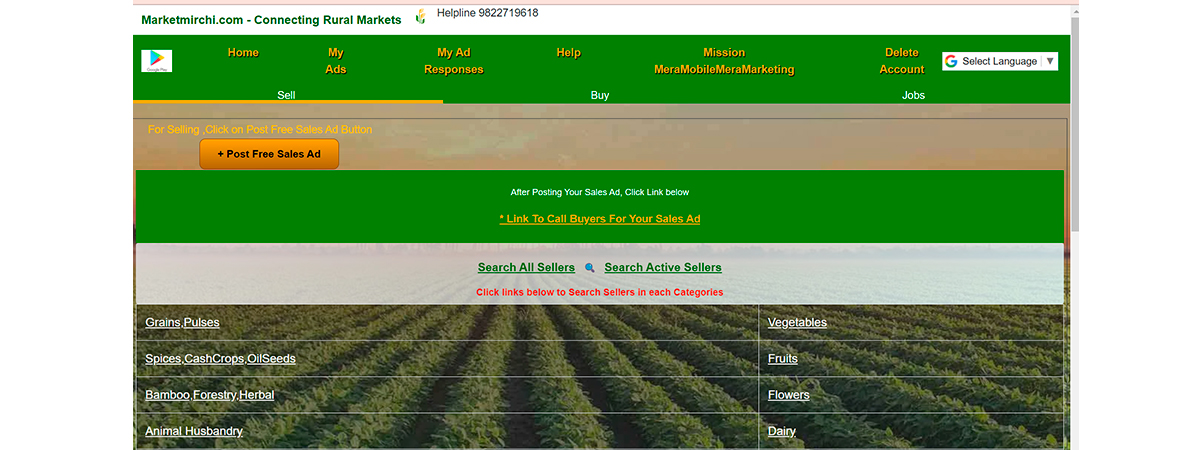 Marketmirchi.com - Connecting Rural Markets
Helpline 9822719618
Google Play
Home
My
Ads
My Ad
Responses
Help
Mission
MeraMobileMeraMarketing
Delete
Account
Select Language ▼
Sell
Buy
Jobs
For Selling ,Click on Post Free Sales Ad Button
+ Post Free Sales Ad
After Posting Your Sales Ad, Click Link below
* Link To Call Buyers For Your Sales Ad
Search All Sellers
Search Active Sellers
Click links below to Search Sellers in each Categories
Grains,Pulses
Vegetables
Spices,CashCrops,OilSeeds
Fruits
Bamboo,Forestry,Herbal
Flowers
Animal Husbandry
Dairy